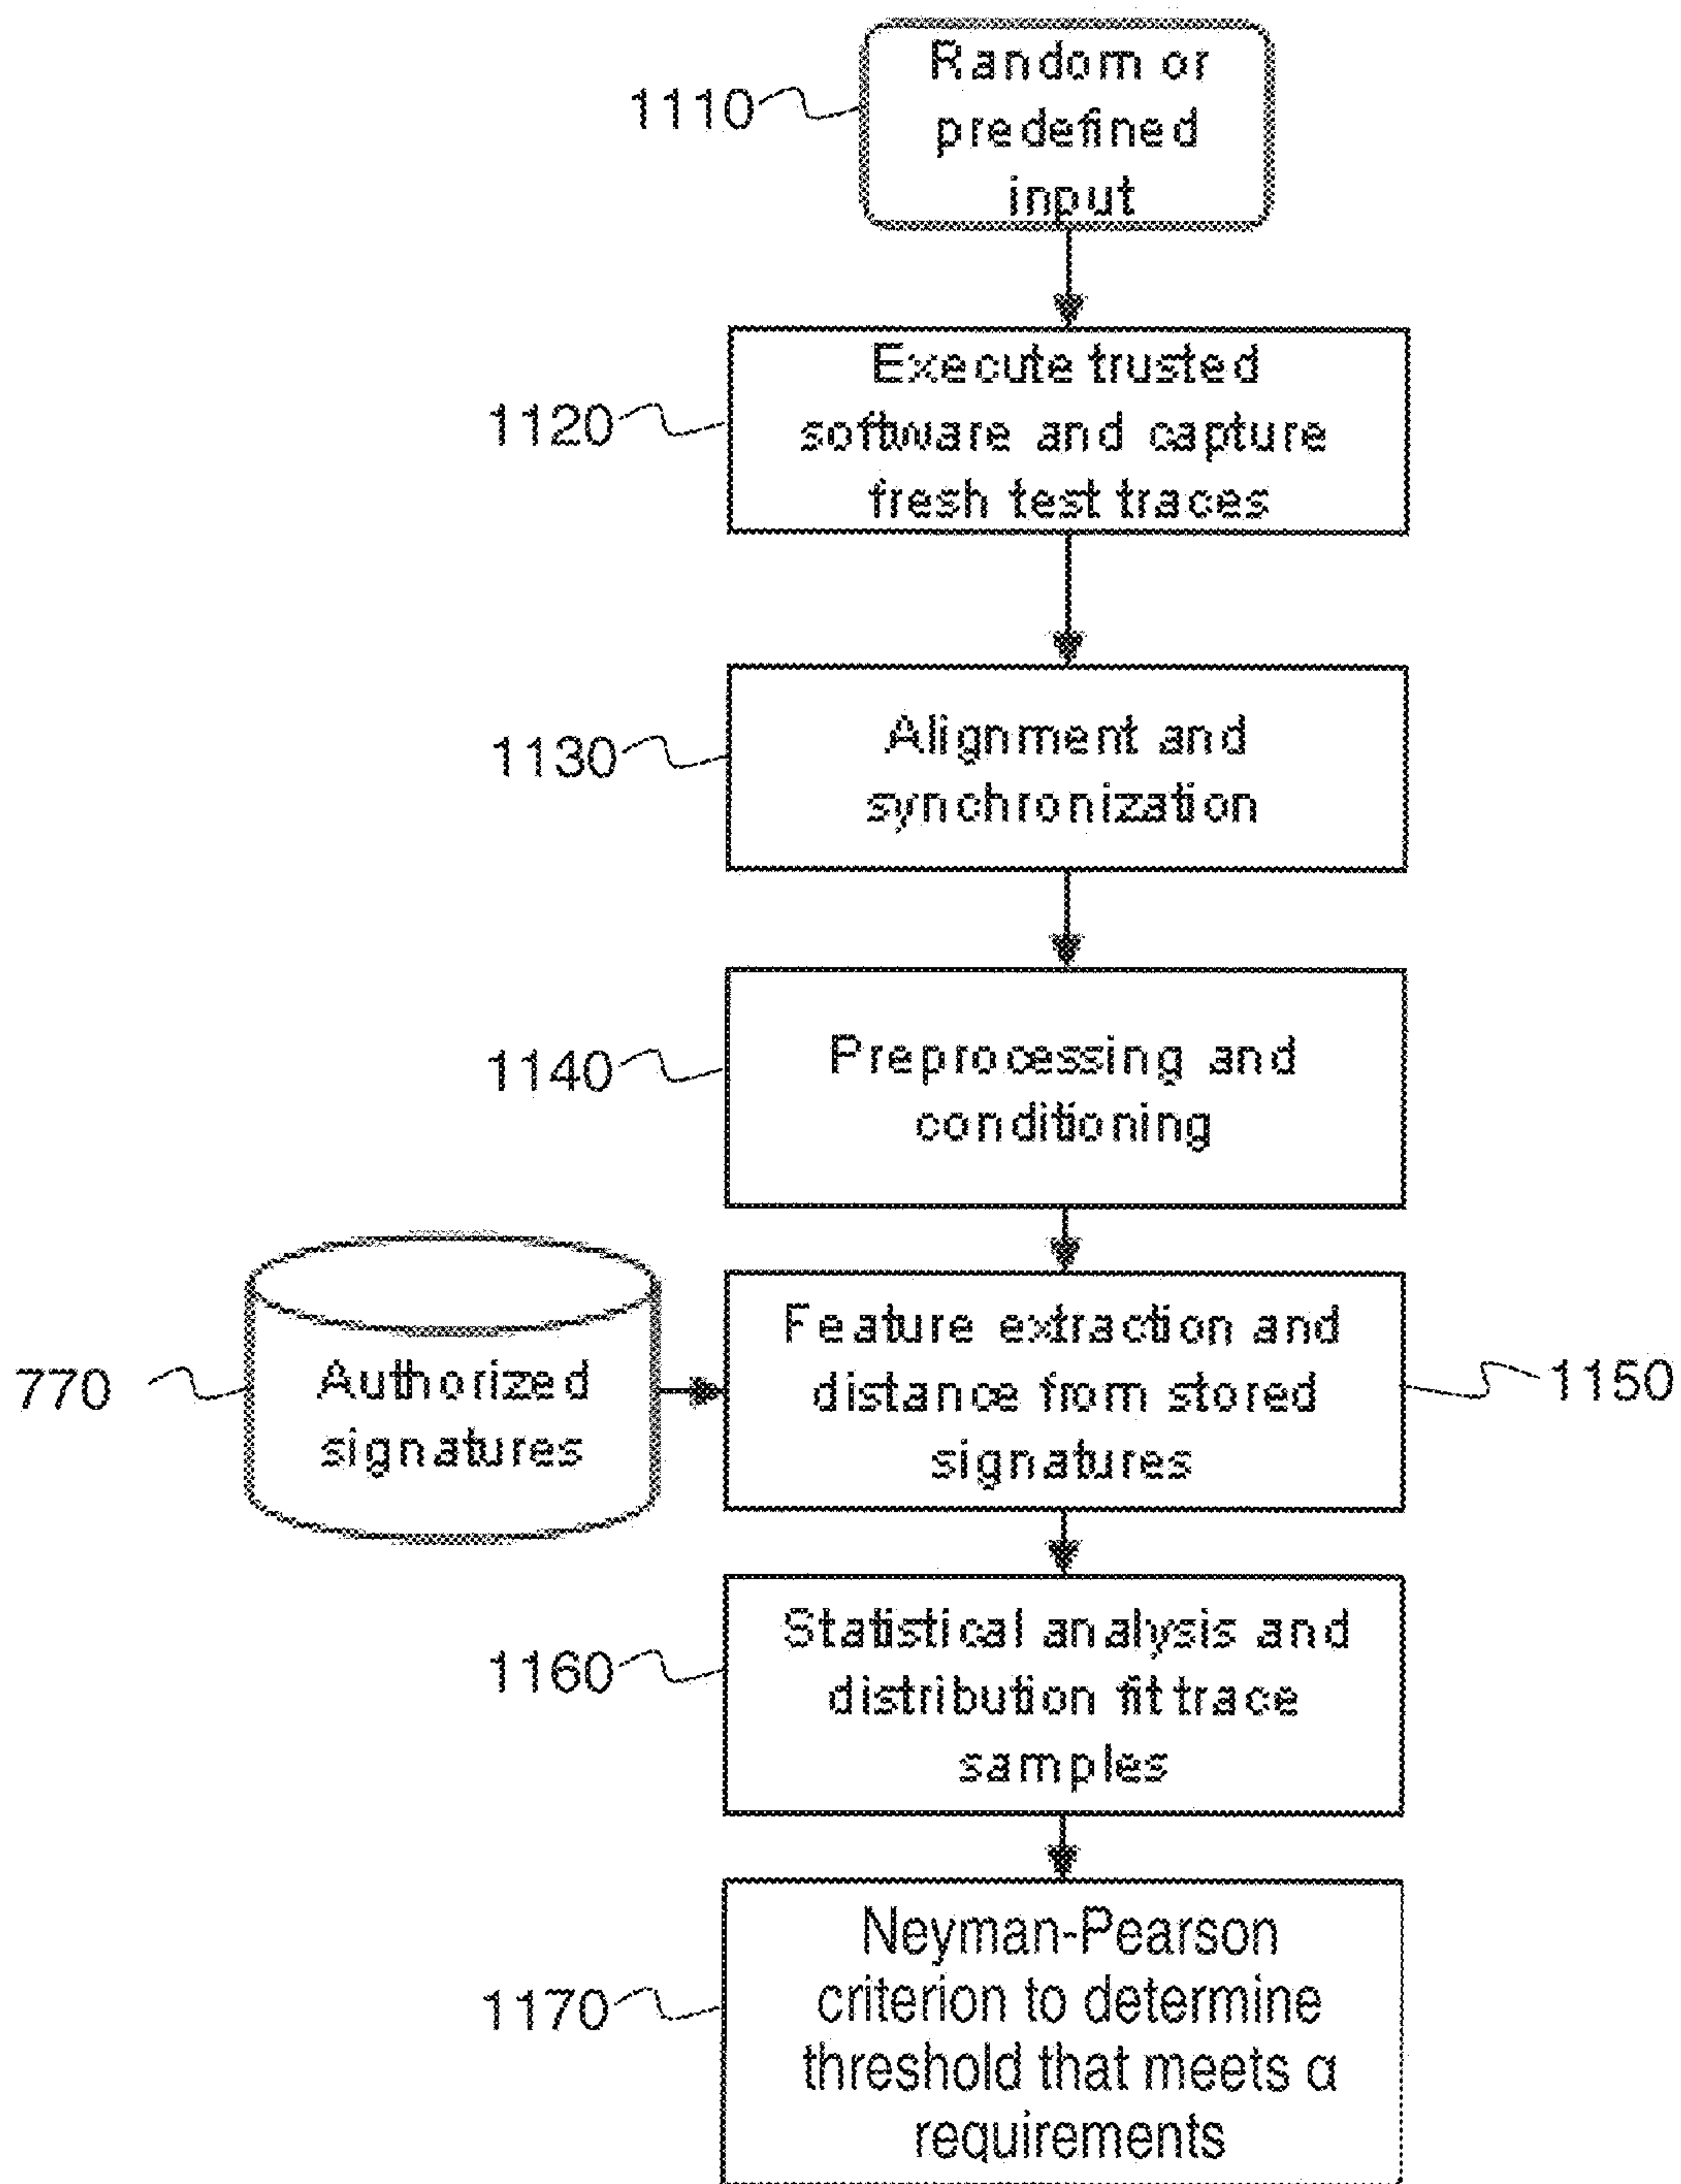 1110
Random or
predefined
input
1120
Execute trusted
software and capture
fresh test traces
1130
Alignment and
synchronization
1140
Preprocessing and
conditioning
770
Authorized
signatures
Feature extraction and
distance from stored
signatures
1150
1160
Statistical analysis and
distribution fit trace
samples
1170
Neyman-Pearson
criterion to determine
threshold that meets α
requirements